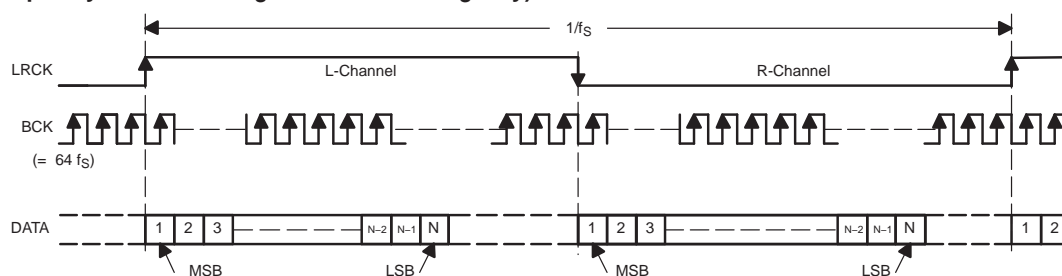 1/fS
LRCK
L-Channel
R-Channel
BCK
(= 64 fS)
DATA
1 2 3
N–2 N–1 N
1 2 3
N–2 N–1 N
1 2
MSB
LSB
MSB
LSB